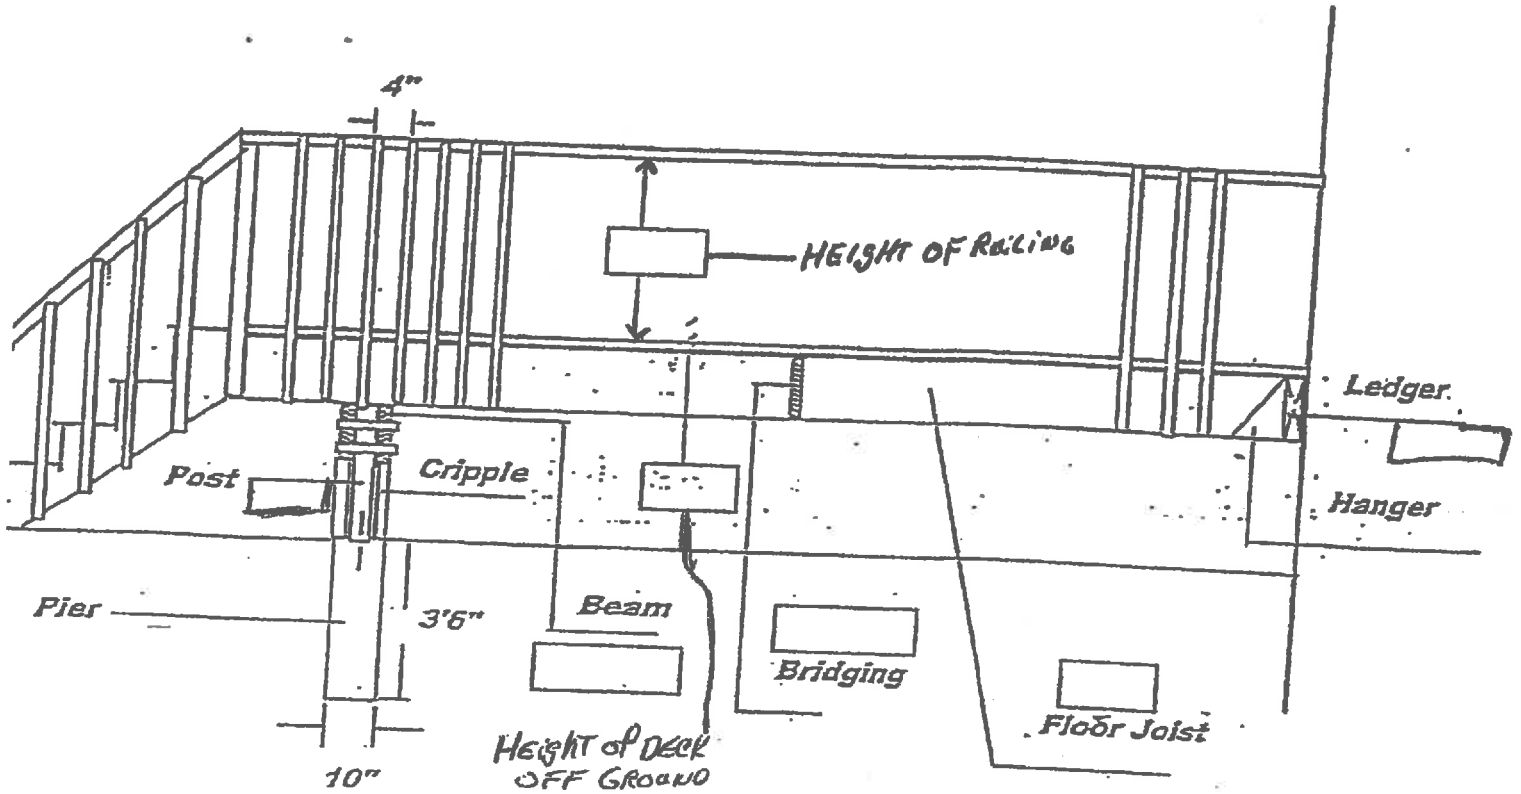 4"
HEIGHT OF RAILING
Ledger.
Post
Cripple
Hanger
Pier
3'6"
Beam
Bridging
Floor Joist
HEIGHT OF DECK
OFF GROUND
10"